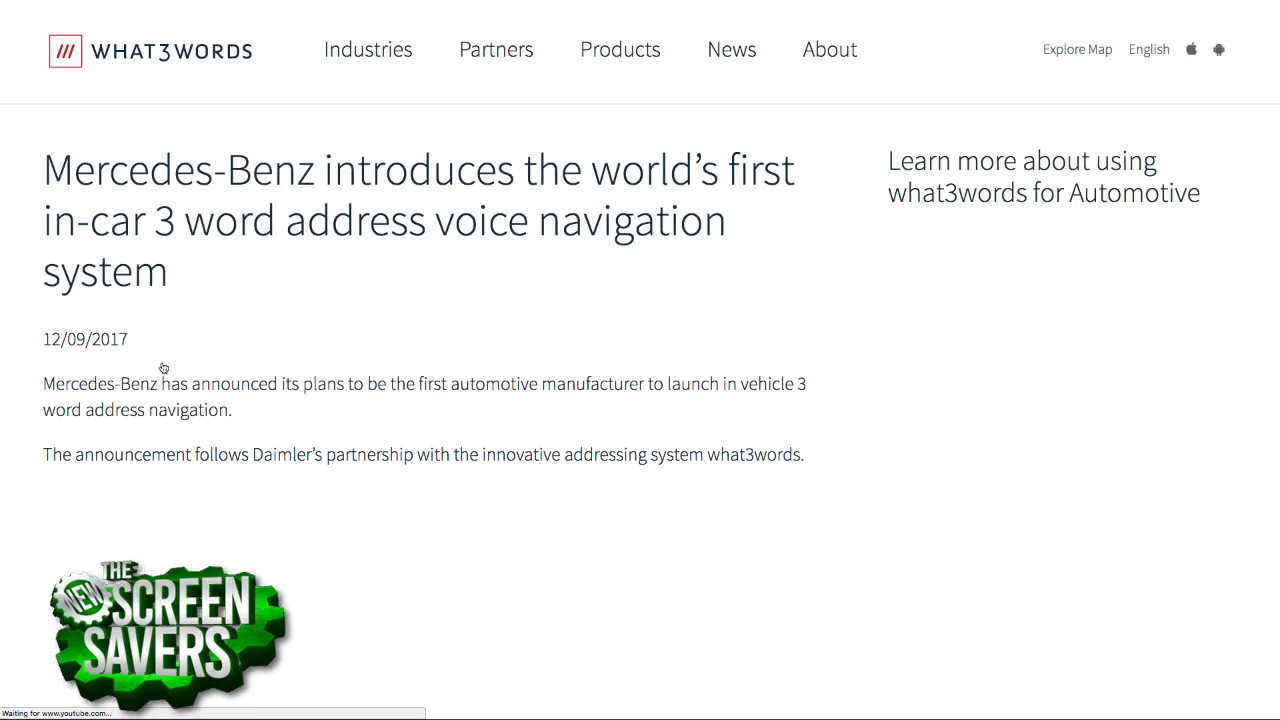 WHAT3WORDS
Industries
Partners
Products
News
About
Explore Map
English
Mercedes-Benz introduces the world’s first
in-car 3 word address voice navigation
system
Learn more about using
what3words for Automotive
12/09/2017
Mercedes-Benz has announced its plans to be the first automotive manufacturer to launch in vehicle 3
word address navigation.
The announcement follows Daimler’s partnership with the innovative addressing system what3words.
THE
NEW
SCREEN
SAVERS
Waiting for www.youtube.com...